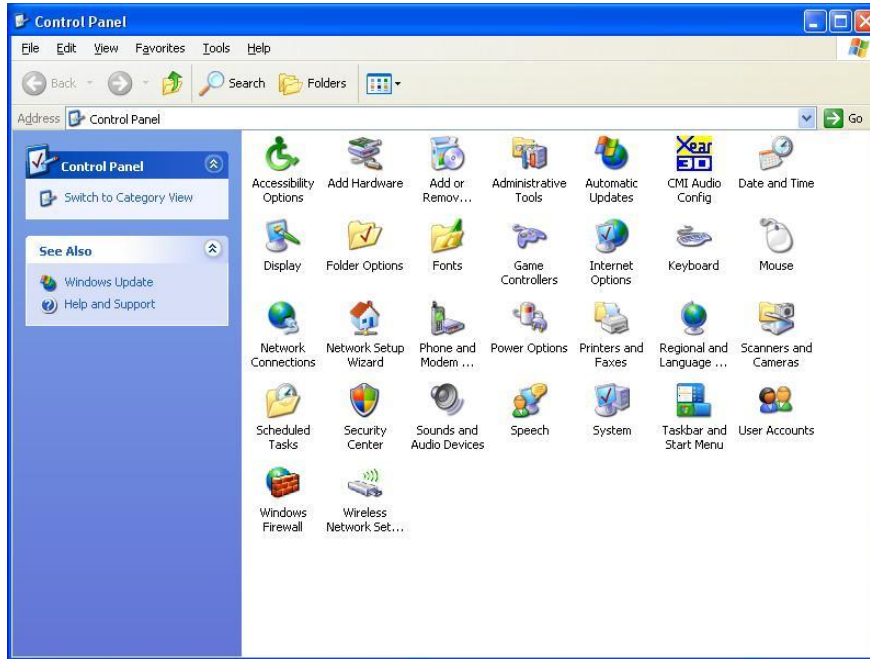 Control Panel
File Edit View Favorites Tools Help
Back Search Folders
Address Control Panel Go
Control Panel
Switch to Category View
See Also
Windows Update
Help and Support
Accessibility Options
Add Hardware
Add or Remov...
Administrative Tools
Automatic Updates
Xear 3D
CMI Audio Config
Date and Time
Display
Folder Options
Fonts
Game Controllers
Internet Options
Keyboard
Mouse
Network Connections
Network Setup Wizard
Phone and Modem ...
Power Options
Printers and Faxes
Regional and Language ...
Scanners and Cameras
Scheduled Tasks
Security Center
Sounds and Audio Devices
Speech
System
Taskbar and Start Menu
User Accounts
Windows Firewall
Wireless Network Set...